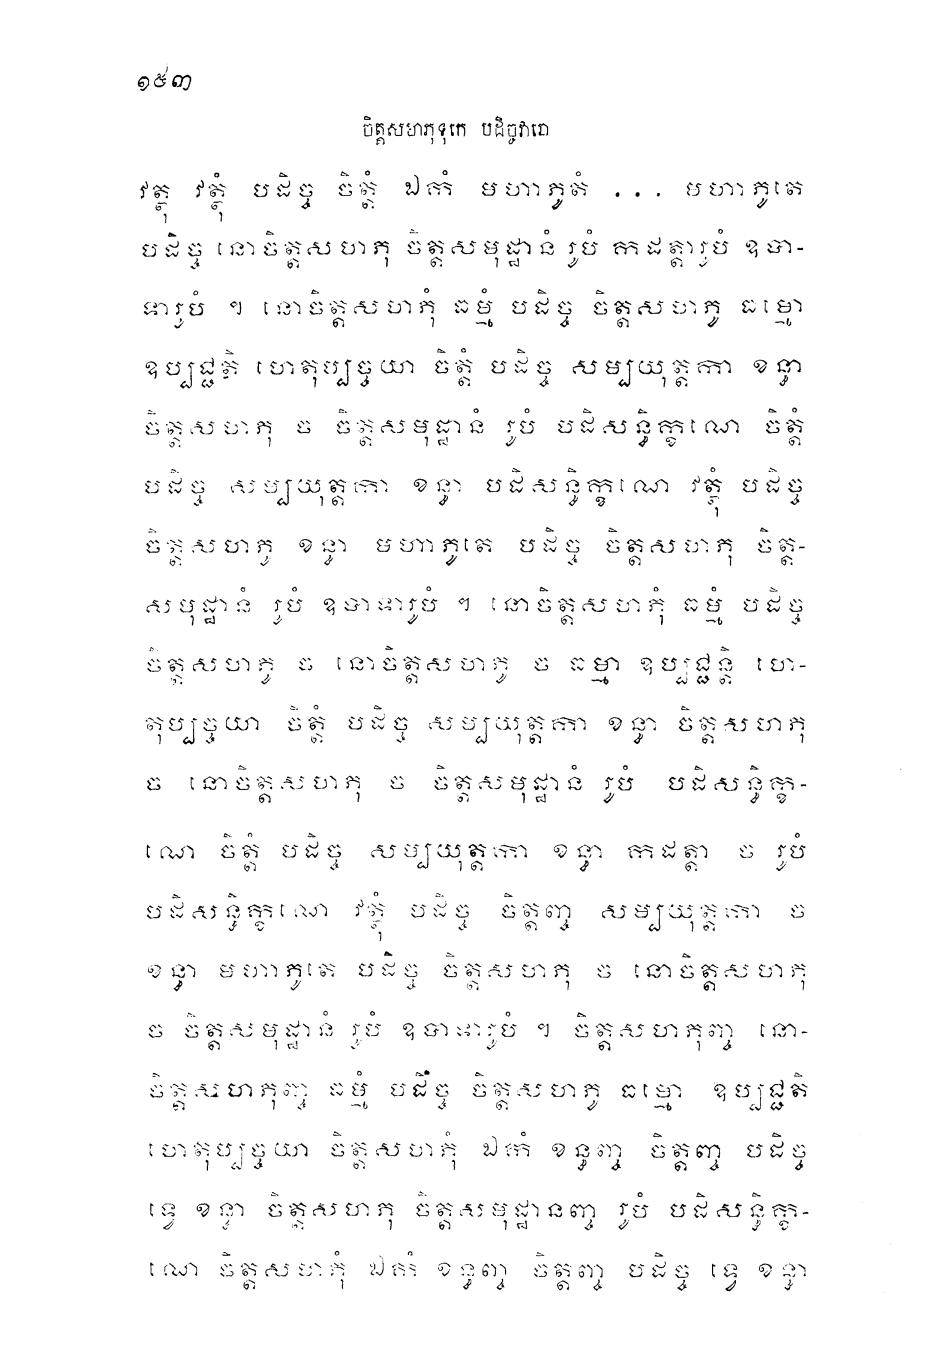 ១៥៣
ចិត្តសហភុទុកេ បដិច្ចវារោ
វត្ថុ វត្ថុំ បដិច្ច ចិត្តំ ឯកំ មហាភូតំ ... មហាភូតេ
បដិច្ច នោចិត្តសហភុ ចិត្តសមុដ្ឋានំ រូបំ កដត្តារូបំ ឧបា-
ទារូបំ ។ នោចិត្តសហភុំ ធម្មំ បដិច្ច ចិត្តសហភូ ធម្មោ
ឧប្បជ្ជតិ ហេតុប្បច្ចយា ចិត្តំ បដិច្ច សម្បយុត្តកា ខន្ធា
ចិត្តសហភុ ច ចិត្តសមុដ្ឋានំ រូបំ បដិសន្ធិក្ខណេ ចិត្តំ
បដិច្ច សម្បយុត្តកា ខន្ធា បដិសន្ធិក្ខណេ វត្ថុំ បដិច្ច
ចិត្តសហភូ ខន្ធា មហាភូតេ បដិច្ច ចិត្តសហភុ ចិត្ត-
សមុដ្ឋានំ រូបំ ឧបាទារូបំ ។ នោចិត្តសហភុំ ធម្មំ បដិច្ច
ចិត្តសហភូ ច នោចិត្តសហភូ ច ធម្មា ឧប្បជ្ជន្តិ ហេ-
តុប្បច្ចយា ចិត្តំ បដិច្ច សម្បយុត្តកា ខន្ធា ចិត្តសហភុ
ច នោចិត្តសហភុ ច ចិត្តសមុដ្ឋានំ រូបំ បដិសន្ធិក្ខ-
ណេ ចិត្តំ បដិច្ច សម្បយុត្តកា ខន្ធា កដត្តា ច រូបំ
បដិសន្ធិក្ខណេ វត្ថុំ បដិច្ច ចិត្តញ្ច សម្បយុត្តកា ច
ខន្ធា មហាភូតេ បដិច្ច ចិត្តសហភុ ច នោចិត្តសហភុ
ច ចិត្តសមុដ្ឋានំ រូបំ ឧបាទារូបំ ។ ចិត្តសហភុញ្ច នោ-
ចិត្តសហភុញ្ច ធម្មំ បដិច្ច ចិត្តសហភូ ធម្មោ ឧប្បជ្ជតិ
ហេតុប្បច្ចយា ចិត្តសហភុំ ឯកំ ខន្ធញ្ច ចិត្តញ្ច បដិច្ច
ទ្វេ ខន្ធា ចិត្តសហភុ ចិត្តសមុដ្ឋានញ្ច រូបំ បដិសន្ធិក្ខ-
ណេ ចិត្តសហភុំ ឯកំ ខន្ធញ្ច ចិត្តញ្ច បដិច្ច ទ្វេ ខន្ធា